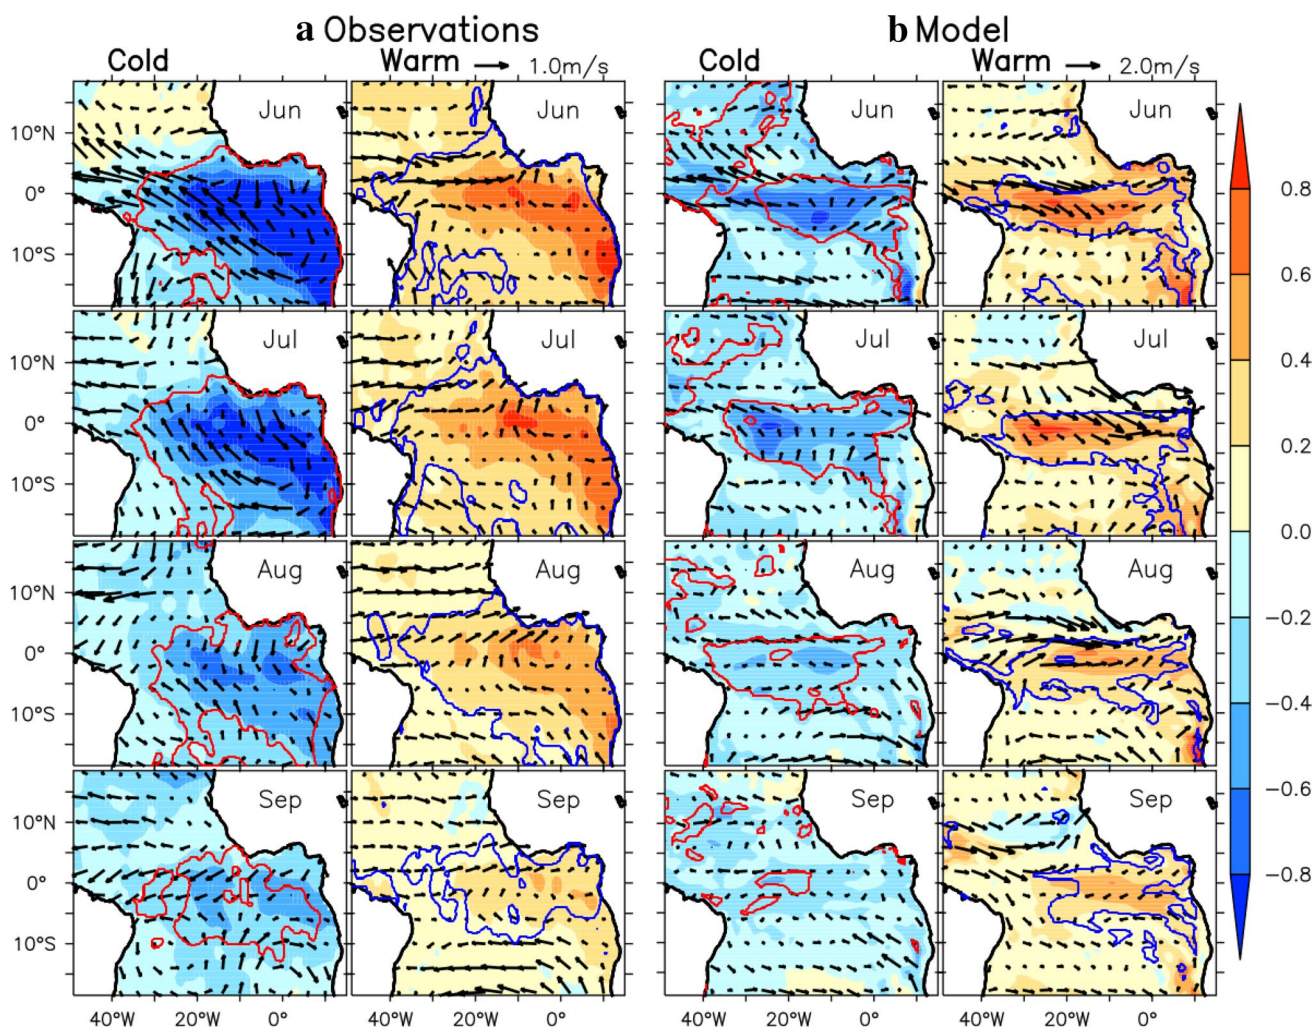 a Observations b Model
Cold Warm 1.0m/s Cold Warm 2.0m/s
Jun Jun Jun Jun
10°N
0°
10°S
Jul Jul Jul Jul
10°N
0°
10°S
Aug Aug Aug Aug
10°N
0°
10°S
Sep Sep Sep Sep
10°N
0°
10°S
40°W 20°W 0° 40°W 20°W 0° 40°W 20°W 0° 40°W 20°W 0°
0.8
0.6
0.4
0.2
0.0
−0.2
−0.4
−0.6
−0.8